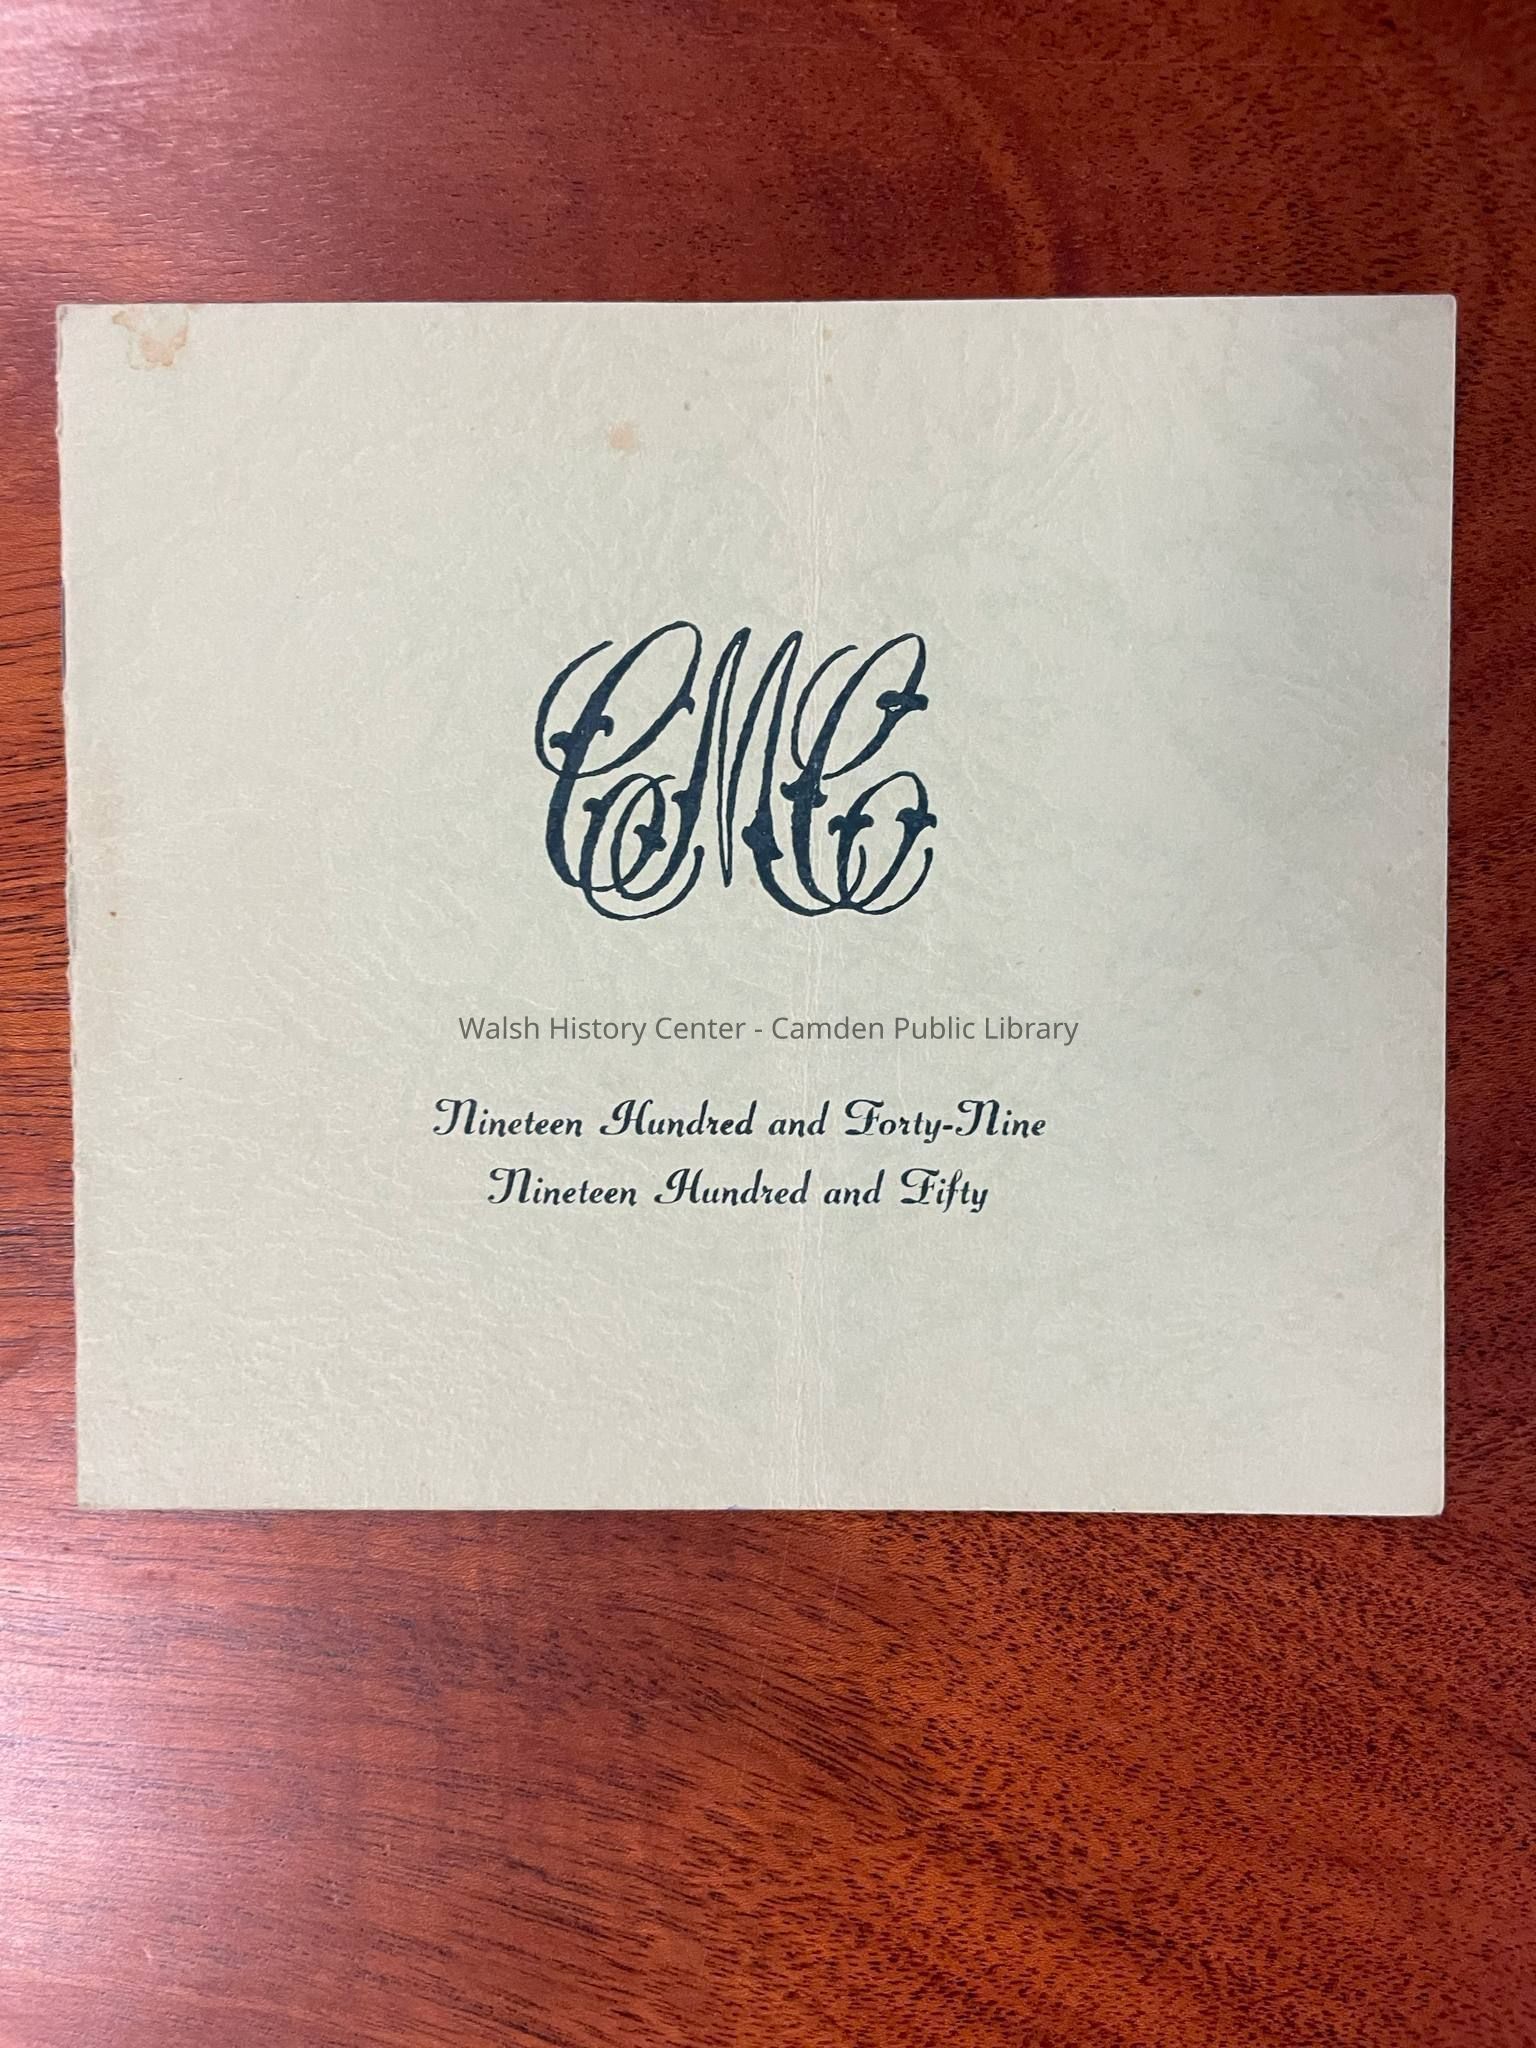 CMC
Walsh History Center - Camden Public Library
Nineteen Hundred and Forty-Nine
Nineteen Hundred and Fifty